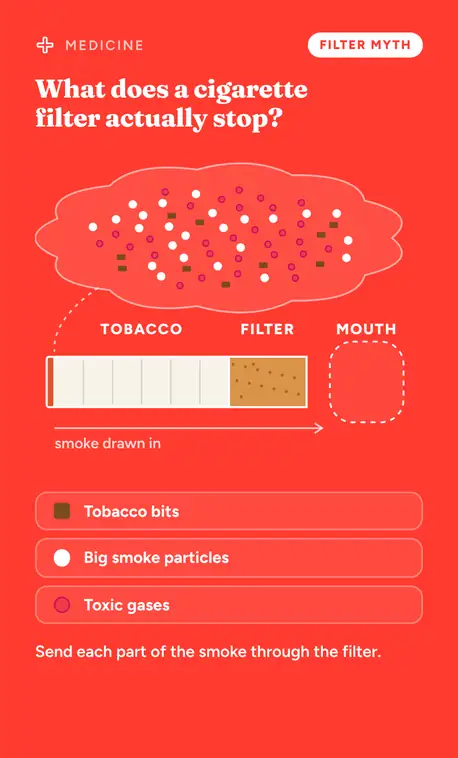 MEDICINE
FILTER MYTH
What does a cigarette
filter actually stop?
TOBACCO
FILTER
MOUTH
smoke drawn in
Tobacco bits
Big smoke particles
Toxic gases
Send each part of the smoke through the filter.